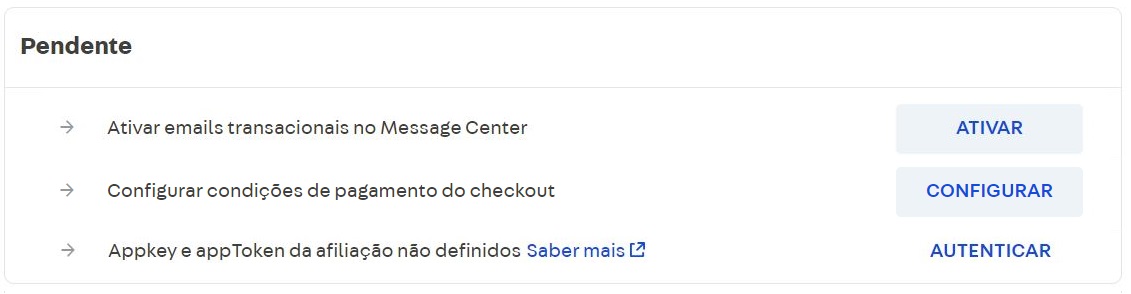 Pendente
Ativar emails transacionais no Message Center ATIVAR
Configurar condições de pagamento do checkout CONFIGURAR
Appkey e appToken da afiliação não definidos Saber mais AUTENTICAR